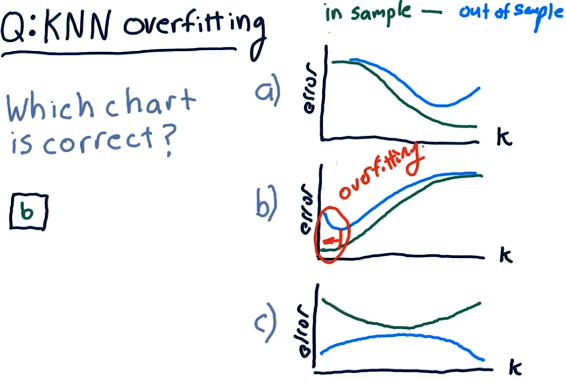 Q: KNN overfitting
in sample — out of sample
Which chart
is correct?
b
a)
error
k
b)
error
overfitting
k
c)
error
k